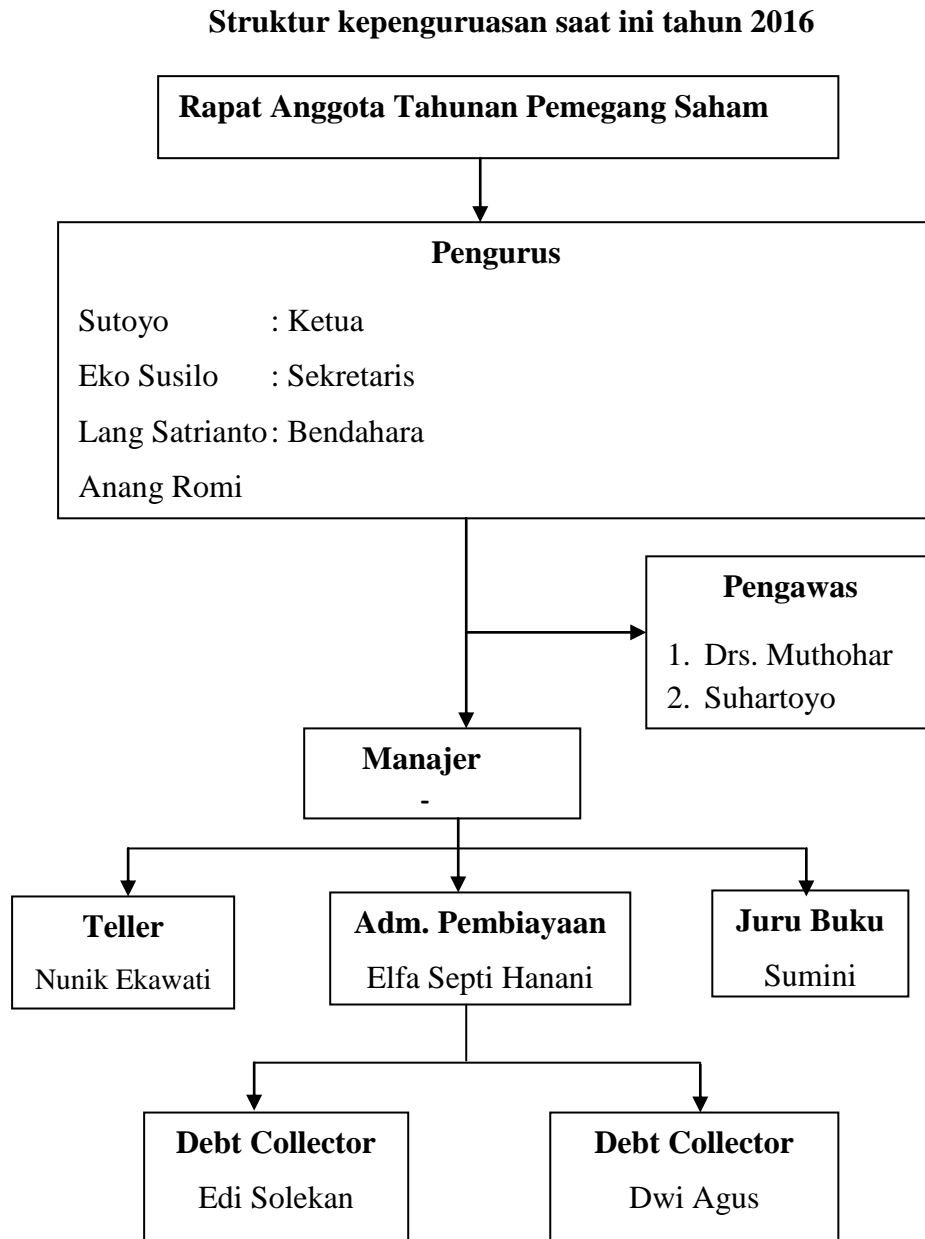 Struktur kepenguruasan saat ini tahun 2016
Rapat Anggota Tahunan Pemegang Saham
Pengurus
Sutoyo : Ketua
Eko Susilo : Sekretaris
Lang Satrianto : Bendahara
Anang Romi
Pengawas
1. Drs. Muthohar
2. Suhartoyo
Manajer
-
Teller
Nunik Ekawati
Adm. Pembiayaan
Elfa Septi Hanani
Juru Buku
Sumini
Debt Collector
Edi Solekan
Debt Collector
Dwi Agus